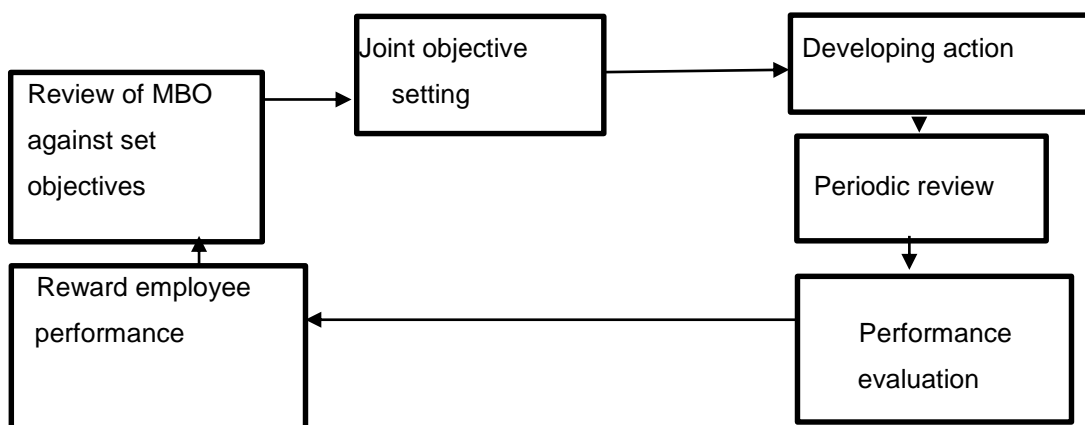 Joint objective
setting
Developing action
Review of MBO
against set
objectives
Periodic review
Reward employee
performance
Performance
evaluation